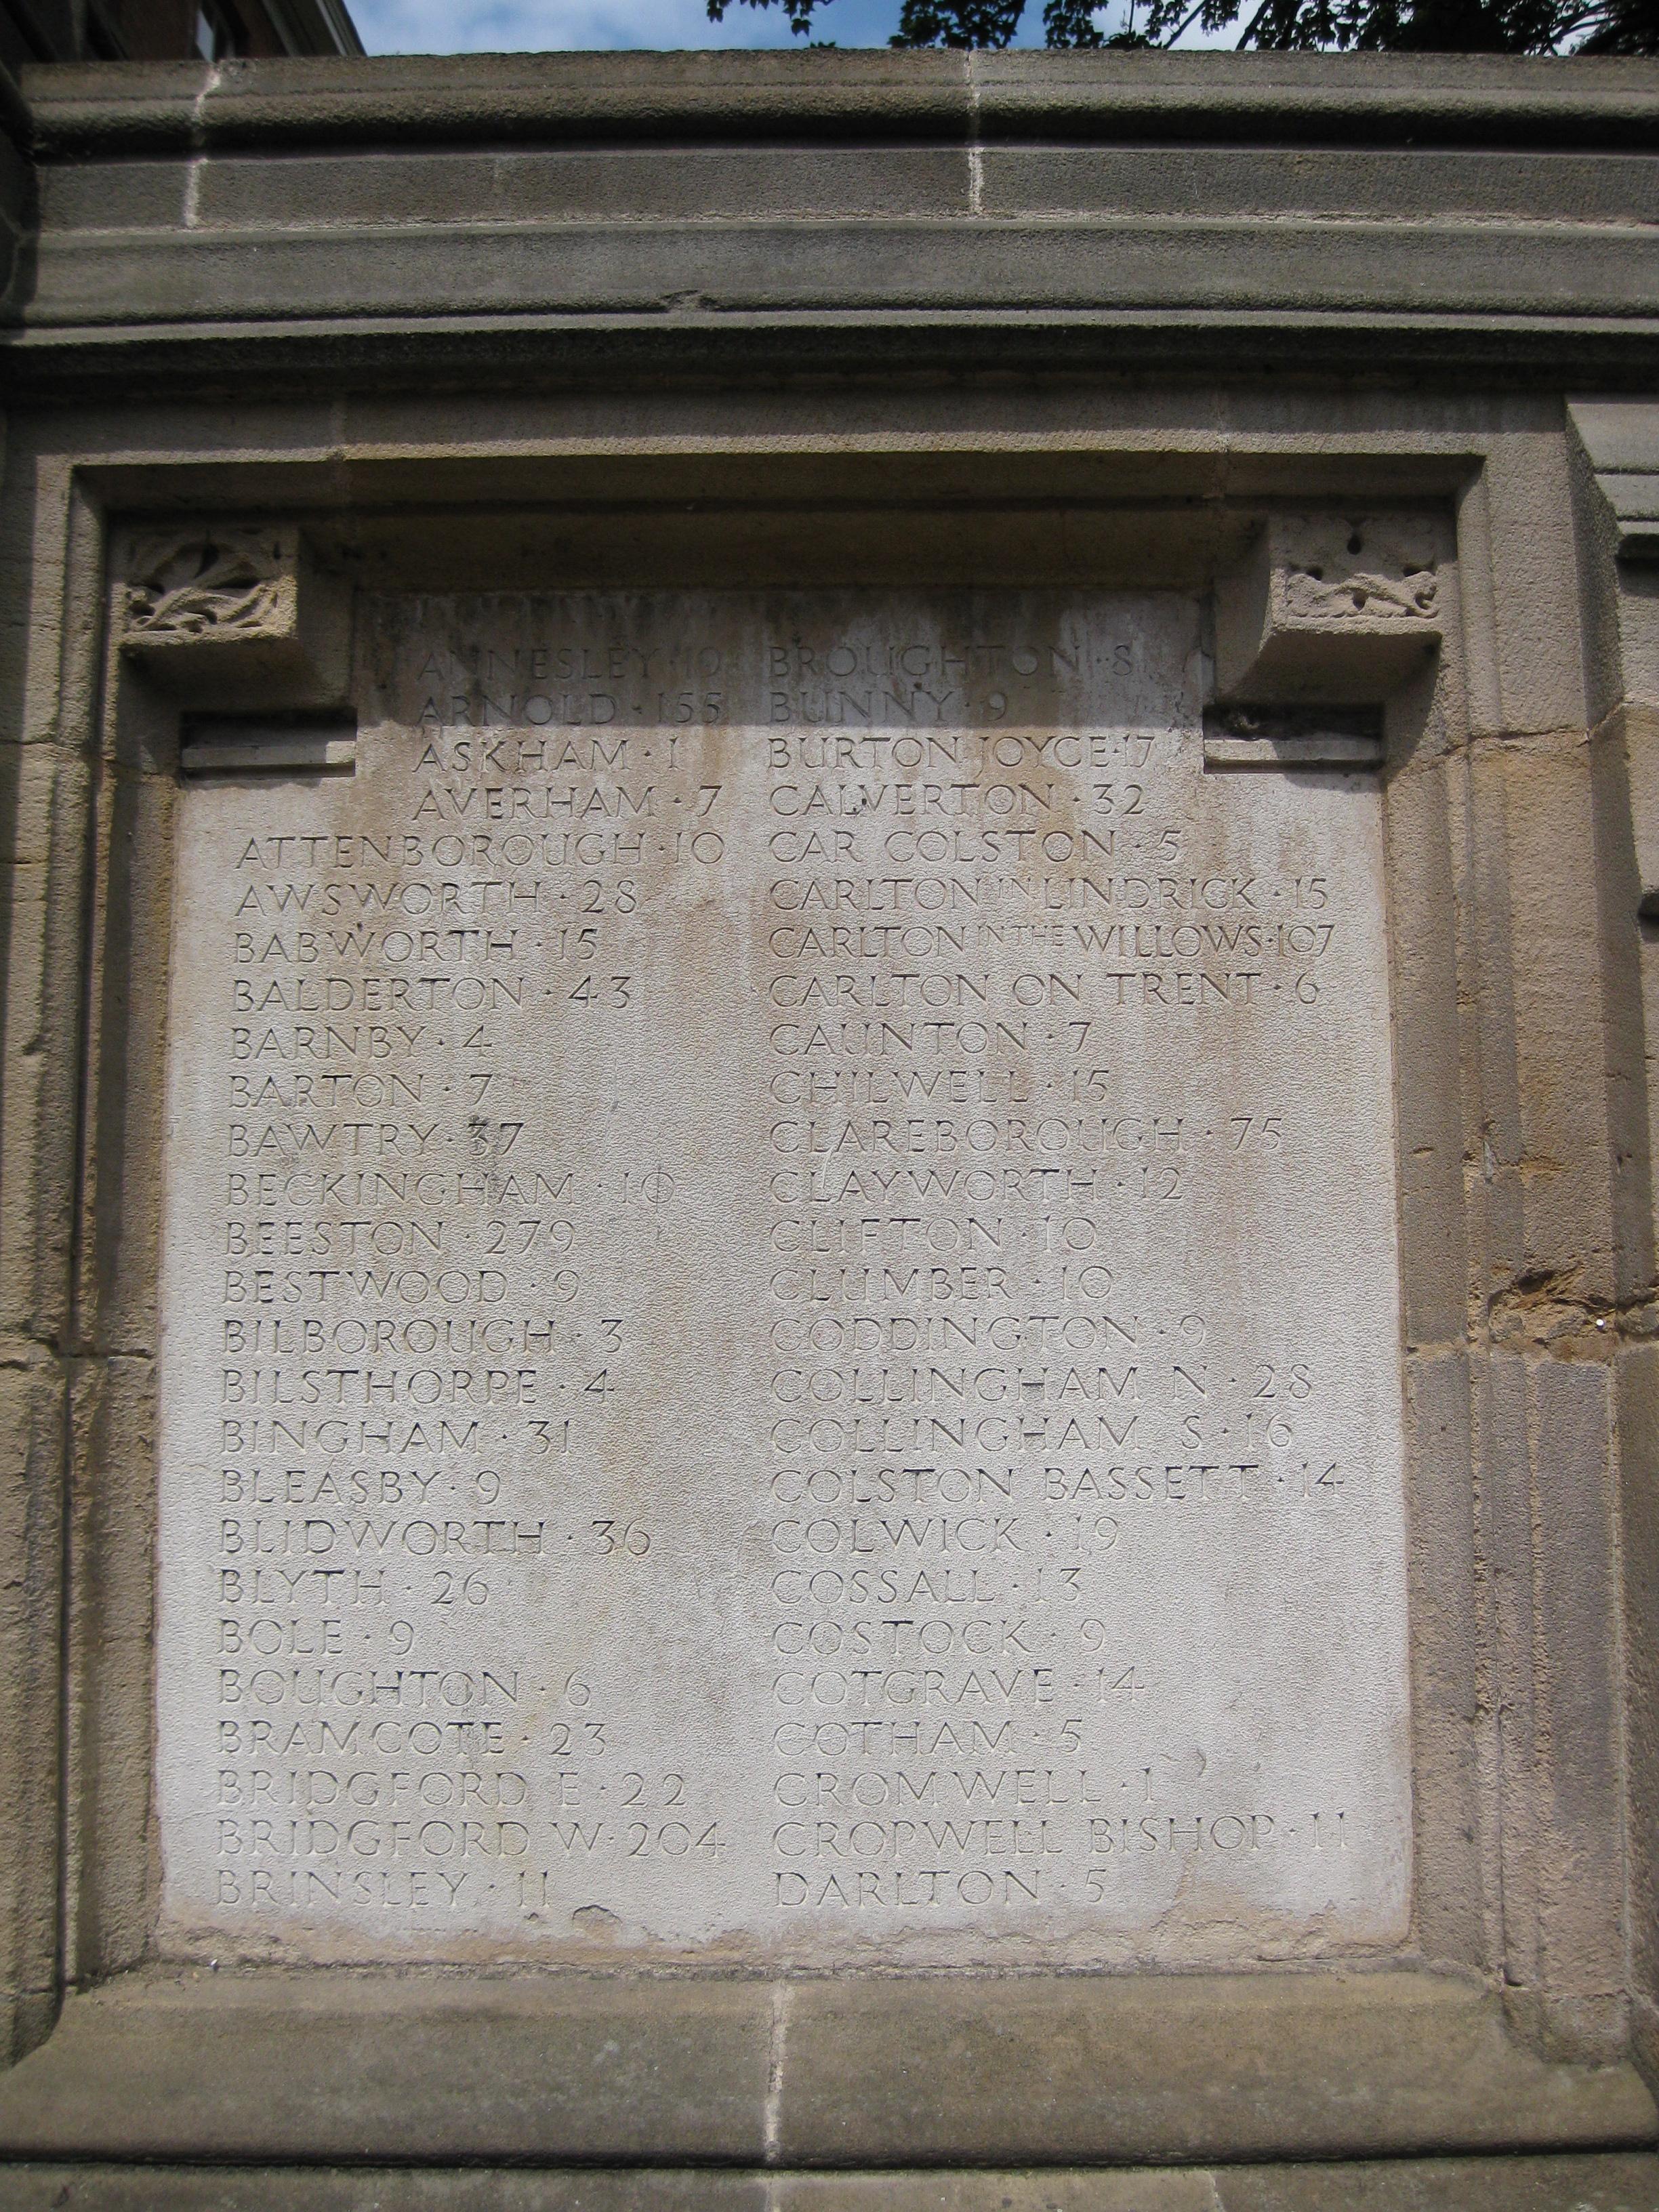 ANNESLEY · 10
ARNOLD · 155
ASKHAM · 1
AVERHAM · 7
ATTENBOROUGH · 10
AWSWORTH · 28
BABWORTH · 15
BALDERTON · 43
BARNBY · 4
BARTON · 7
BAWTRY · 37
BECKINGHAM · 10
BEESTON · 279
BESTWOOD · 9
BILBOROUGH · 3
BILSTHORPE · 4
BINGHAM · 31
BLEASBY · 9
BLIDWORTH · 36
BLYTH · 26
BOLE · 9
BOUGHTON · 6
BRAMCOTE · 23
BRIDGFORD E · 22
BRIDGFORD W · 204
BRINSLEY · 11
BROUGHTON · 8
BUNNY · 9
BURTON JOYCE · 17
CALVERTON · 32
CAR COLSTON · 5
CARLTON IN LINDRICK · 15
CARLTON IN THE WILLOWS · 107
CARLTON ON TRENT · 6
CAUNTON · 7
CHILWELL · 15
CLAREBOROUGH · 75
CLAYWORTH · 12
CLIFTON · 10
CLUMBER · 10
CODDINGTON · 9
COLLINGHAM N · 28
COLLINGHAM S · 16
COLSTON BASSETT · 14
COLWICK · 19
COSSALL · 13
COSTOCK · 9
COTGRAVE · 14
COTHAM · 5
CROMWELL · 1
CROPWELL BISHOP · 11
DARLTON · 5